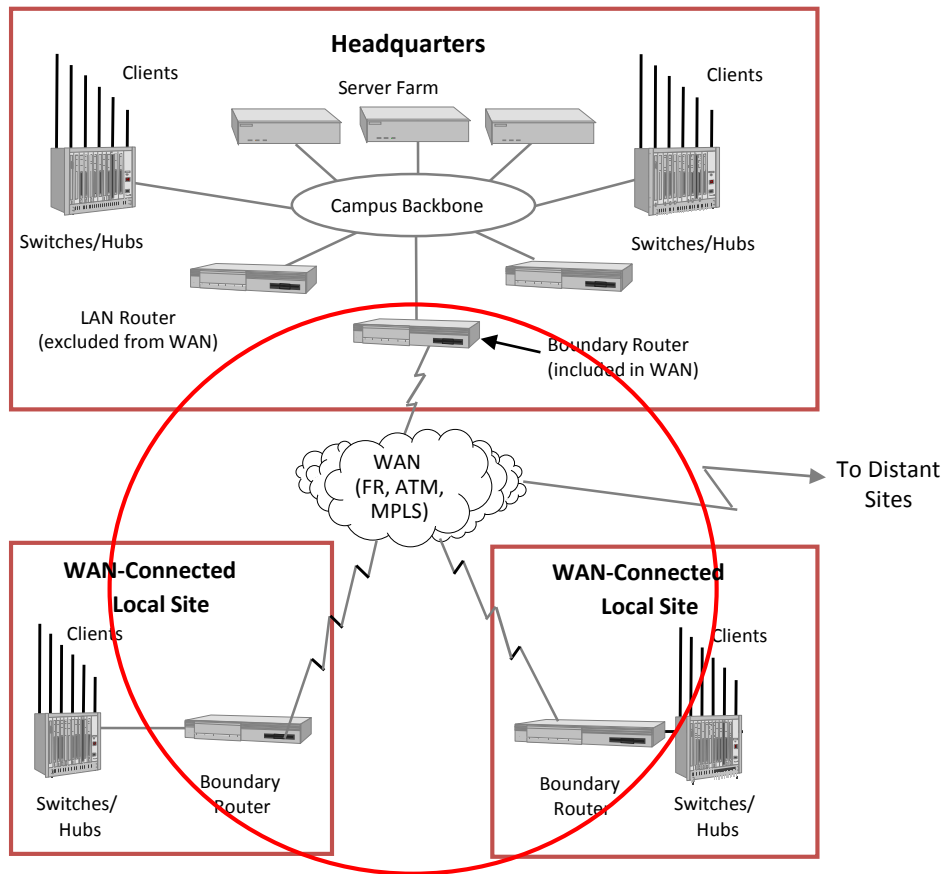 Headquarters
Clients
Clients
Server Farm
Campus Backbone
Switches/Hubs
Switches/Hubs
LAN Router
(excluded from WAN)
Boundary Router
(included in WAN)
WAN
(FR, ATM,
MPLS)
To Distant
Sites
WAN-Connected
Local Site
Clients
Boundary
Router
Switches/
Hubs
WAN-Connected
Local Site
Clients
Boundary
Router
Switches/
Hubs